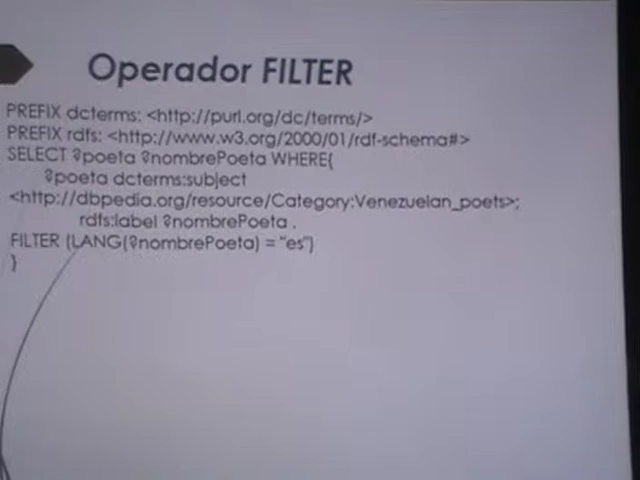 Operador FILTER
PREFIX dcterms: <http://purl.org/dc/terms/>
PREFIX rdfs: <http://www.w3.org/2000/01/rdf-schema#>
SELECT ?poeta ?nombrePoeta WHERE{
?poeta dcterms:subject
<http://dbpedia.org/resource/Category:Venezuelan_poets>;
rdfs:label ?nombrePoeta .
FILTER (LANG(?nombrePoeta) = "es")
}